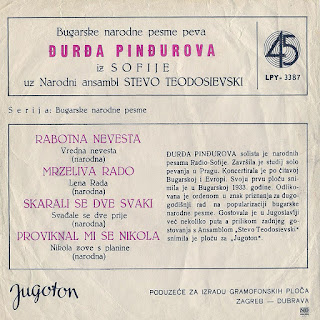 Bugarske narodne pesme peva
ĐURĐA PINĐUROVA
iz SOFIJE
uz Narodni ansambl STEVO TEODOSIEVSKI
45
LPY-3387
Serija: Bugarske narodne pesme
RABOTNA NEVESTA
Vredna nevesta
(narodna)
MRZELIVA RADO
Lena Rada
(narodna)
SKARALI SE DVE SVAKI
Svađale se dve prije
(narodna)
PROVIKNAL MI SE NIKOLA
Nikola zove s planine
(narodna)
ĐURĐA PINĐUROVA solista je narodnih
pesama Radio-Sofije. Završila je studij solo
pevanja u Pragu. Koncertirala je po čitavoj
Bugarskoj i Evropi. Svoju prvu ploču sni-
mila je u Bugarskoj 1933. godine. Odliko-
vana je ordenom u znak priznanja za dugo-
godišnji rad na popularizaciji bugarske
narodne pesme. Gostovala je u Jugoslaviji
već nekoliko puta a prilikom zadnjeg go-
stovanja s Ansamblom „Stevo Teodosievski"
snimila je ploču za „Jugoton".
Jugoton
PODUZEĆE ZA IZRADU GRAMOFONSKIH PLOČA
ZAGREB — DUBRAVA